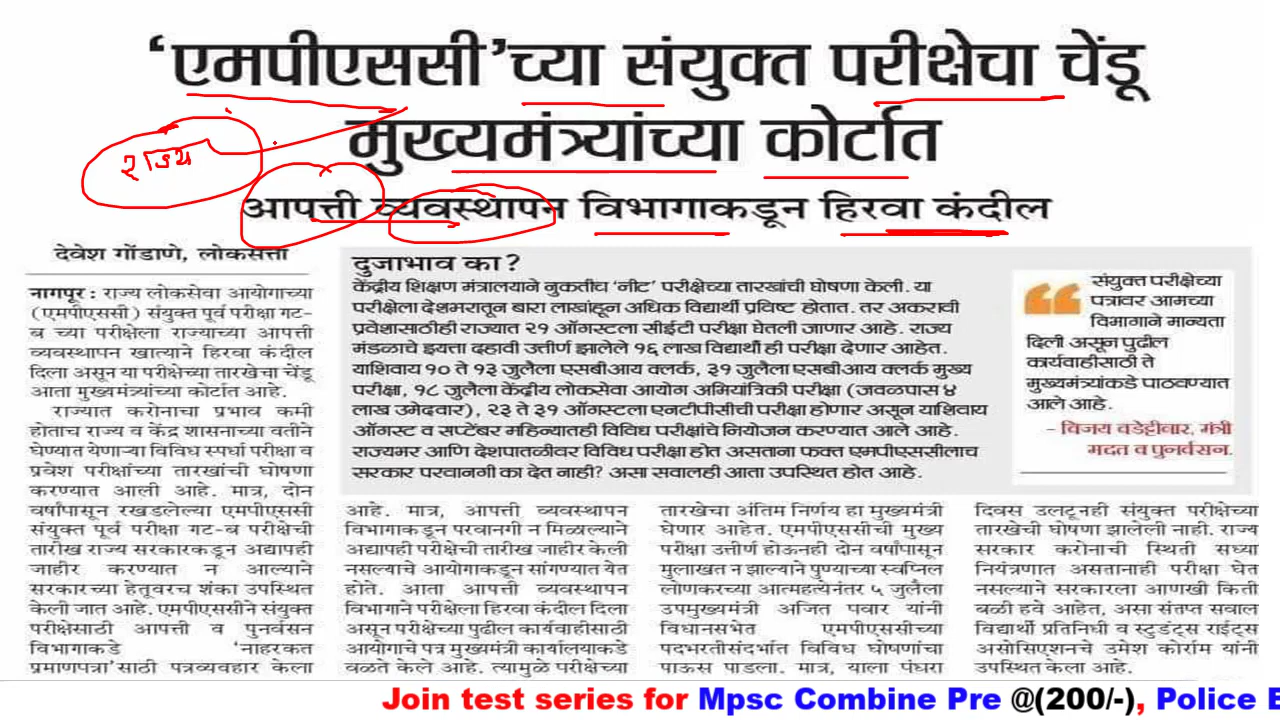 ‘एमपीएससी’च्या संयुक्त परीक्षेचा चेंडू
मुख्यमंत्र्यांच्या कोर्टात
राज्य
आपत्ती व्यवस्थापन विभागाकडून हिरवा कंदील
देवेश गोंडाणे, लोकसत्ता
नागपूर : राज्य लोकसेवा आयोगाच्या
(एमपीएससी) संयुक्त पूर्व परीक्षा गट-
ब च्या परीक्षेला राज्याच्या आपत्ती
व्यवस्थापन खात्याने हिरवा कंदील
दिला असून या परीक्षेच्या तारखेचा चेंडू
आता मुख्यमंत्र्यांच्या कोर्टात आहे.
राज्यात करोनाचा प्रभाव कमी
होताच राज्य व केंद्र शासनाच्या वतीने
घेण्यात येणाऱ्या विविध स्पर्धा परीक्षा व
प्रवेश परीक्षांच्या तारखांची घोषणा
करण्यात आली आहे. मात्र, दोन
वर्षांपासून रखडलेल्या एमपीएससी
संयुक्त पूर्व परीक्षा गट-ब परीक्षेची
तारीख राज्य सरकारकडून अद्यापही
जाहीर करण्यात न आल्याने
सरकारच्या हेतूवरच शंका उपस्थित
केली जात आहे. एमपीएससीने संयुक्त
परीक्षेसाठी आपत्ती व पुनर्वसन
विभागाकडे ‘नाहरकत
प्रमाणपत्रा’साठी पत्रव्यवहार केला
दुजाभाव का?
केंद्रीय शिक्षण मंत्रालयाने नुकतीच ‘नीट’ परीक्षेच्या तारखांची घोषणा केली. या
परीक्षेला देशभरातून बारा लाखांहून अधिक विद्यार्थी प्रविष्ट होतात. तर अकरावी
प्रवेशासाठीही राज्यात २१ ऑगस्टला सीईटी परीक्षा घेतली जाणार आहे. राज्य
मंडळाचे इयत्ता दहावी उत्तीर्ण झालेले १६ लाख विद्यार्थी ही परीक्षा देणार आहेत.
याशिवाय १० ते १३ जुलैला एसबीआय क्लर्क, ३१ जुलैला एसबीआय क्लर्क मुख्य
परीक्षा, १८ जुलैला केंद्रीय लोकसेवा आयोग अभियांत्रिकी परीक्षा (जवळपास ४
लाख उमेदवार), २३ ते ३१ ऑगस्टला एनटीपीसीची परीक्षा होणार असून याशिवाय
ऑगस्ट व सप्टेंबर महिन्यातही विविध परीक्षांचे नियोजन करण्यात आले आहे.
राज्यभर आणि देशपातळीवर विविध परीक्षा होत असताना फक्त एमपीएससीलाच
सरकार परवानगी का देत नाही? असा सवालही आता उपस्थित होत आहे.
संयुक्त परीक्षेच्या
पत्रावर आमच्या
विभागाने मान्यता
दिली असून पुढील
कार्यवाहीसाठी ते
मुख्यमंत्र्यांकडे पाठवण्यात
आले आहे.
- विजय वडेट्टीवार, मंत्री
मदत व पुनर्वसन.
आहे. मात्र, आपत्ती व्यवस्थापन
विभागाकडून परवानगी न मिळाल्याने
अद्यापही परीक्षेची तारीख जाहीर केली
नसल्याचे आयोगाकडून सांगण्यात येत
होते. आता आपत्ती व्यवस्थापन
विभागाने परीक्षेला हिरवा कंदील दिला
असून परीक्षेच्या पुढील कार्यवाहीसाठी
आयोगाचे पत्र मुख्यमंत्री कार्यालयाकडे
वळते केले आहे. त्यामुळे परीक्षेच्या
तारखेचा अंतिम निर्णय हा मुख्यमंत्री
घेणार आहेत. एमपीएससीची मुख्य
परीक्षा उत्तीर्ण होऊनही दोन वर्षांपासून
मुलाखत न झाल्याने पुण्याच्या स्वप्निल
लोणकरच्या आत्महत्येनंतर ५ जुलैला
उपमुख्यमंत्री अजित पवार यांनी
विधानसभेत एमपीएससीच्या
पदभरतीसंदर्भात विविध घोषणांचा
पाऊस पाडला. मात्र, याला पंधरा
दिवस उलटूनही संयुक्त परीक्षेच्या
तारखेची घोषणा झालेली नाही. राज्य
सरकार करोनाची स्थिती सध्या
नियंत्रणात असतानाही परीक्षा घेत
नसल्याने सरकारला आणखी किती
बळी हवे आहेत, असा संतप्त सवाल
विद्यार्थी प्रतिनिधी व स्टुडंट्स राईट्स
असोसिएशनचे उमेश कोर्राम यांनी
उपस्थित केला आहे.
Join test series for Mpsc Combine Pre @(200/-), Police E